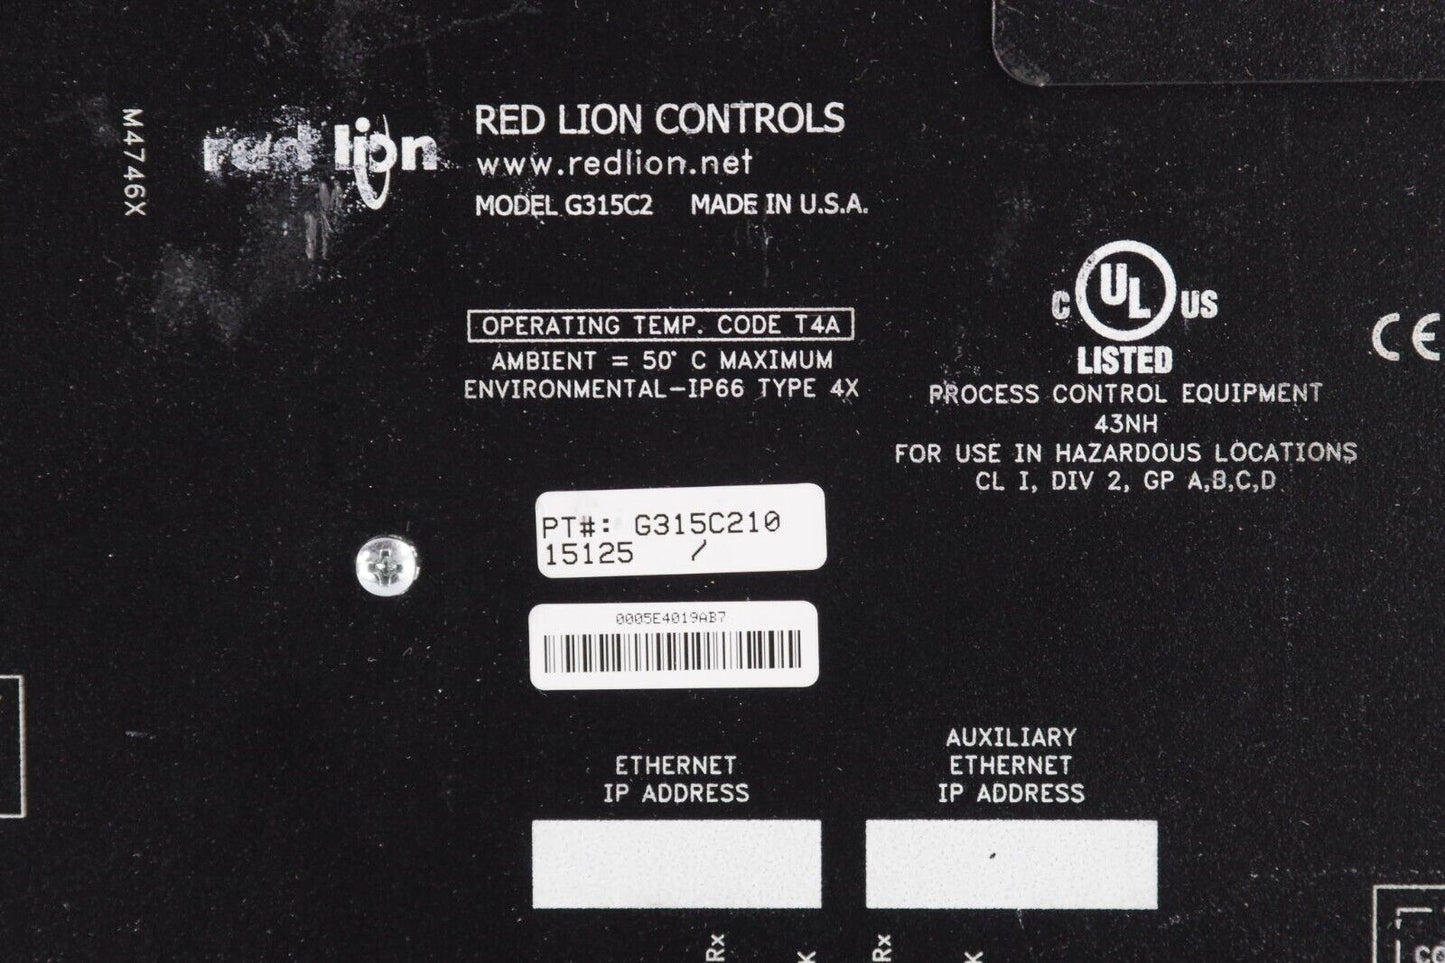 M4746X
red lion
RED LION CONTROLS
www.redlion.net
MODEL G315C2 MADE IN U.S.A.
OPERATING TEMP. CODE T4A
AMBIENT = 50° C MAXIMUM
ENVIRONMENTAL-IP66 TYPE 4X
C UL US
LISTED
CE
PROCESS CONTROL EQUIPMENT
43NH
FOR USE IN HAZARDOUS LOCATIONS
CL I, DIV 2, GP A,B,C,D
PT#: G315C210
15125 /
0005E4019AB7
ETHERNET
IP ADDRESS
AUXILIARY
ETHERNET
IP ADDRESS
Rx
Rx